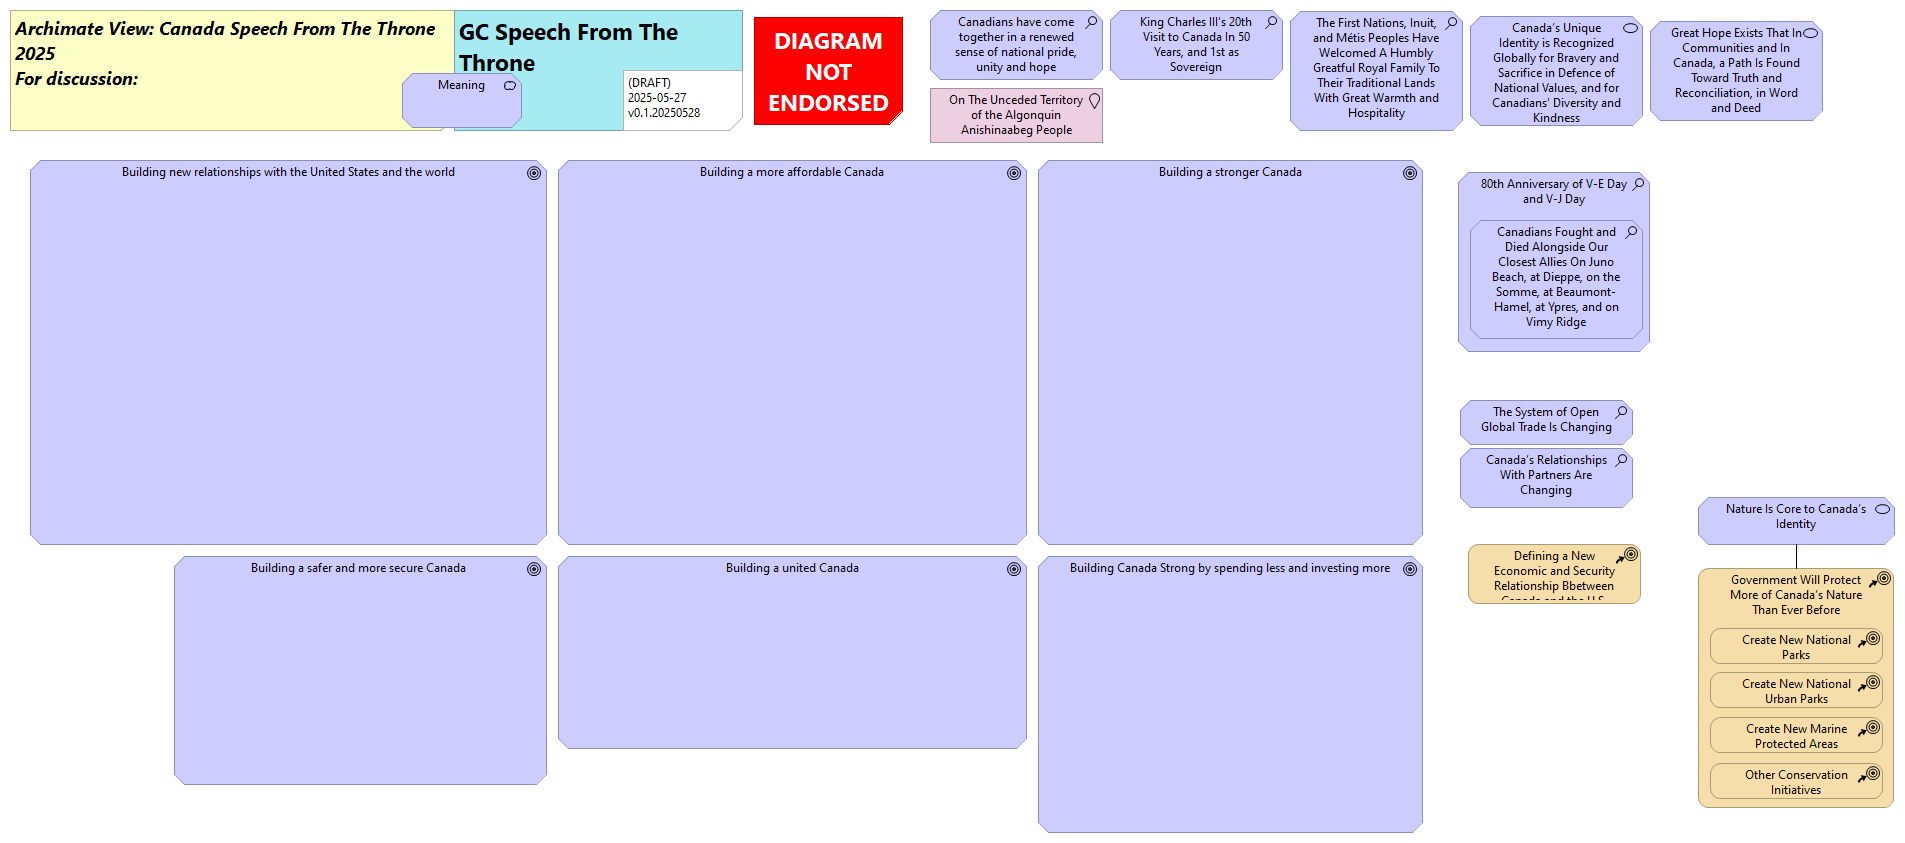 Archimate View: Canada Speech From The Throne
2025
For discussion:
Meaning
GC Speech From The
Throne
(DRAFT)
2025-05-27
v0.1.20250528
DIAGRAM
NOT
ENDORSED
Canadians have come
together in a renewed
sense of national pride,
unity and hope
On The Unceded Territory
of the Algonquin
Anishinaabeg People
King Charles III's 20th
Visit to Canada In 50
Years, and 1st as
Sovereign
The First Nations, Inuit,
and Métis Peoples Have
Welcomed A Humbly
Greatful Royal Family To
Their Traditional Lands
With Great Warmth and
Hospitality
Canada's Unique
Identity is Recognized
Globally for Bravery and
Sacrifice in Defence of
National Values, and for
Canadians' Diversity and
Kindness
Great Hope Exists That In
Communities and In
Canada, a Path Is Found
Toward Truth and
Reconciliation, in Word
and Deed
Building new relationships with the United States and the world
Building a more affordable Canada
Building a stronger Canada
80th Anniversary of V-E Day
and V-J Day
Canadians Fought and
Died Alongside Our
Closest Allies On Juno
Beach, at Dieppe, on the
Somme, at Beaumont-
Hamel, at Ypres, and on
Vimy Ridge
The System of Open
Global Trade Is Changing
Canada's Relationships
With Partners Are
Changing
Nature Is Core to Canada's
Identity
Building a safer and more secure Canada
Building a united Canada
Building Canada Strong by spending less and investing more
Defining a New
Economic and Security
Relationship Bbetween
Canada and the U.S.
Government Will Protect
More of Canada's Nature
Than Ever Before
Create New National
Parks
Create New National
Urban Parks
Create New Marine
Protected Areas
Other Conservation
Initiatives